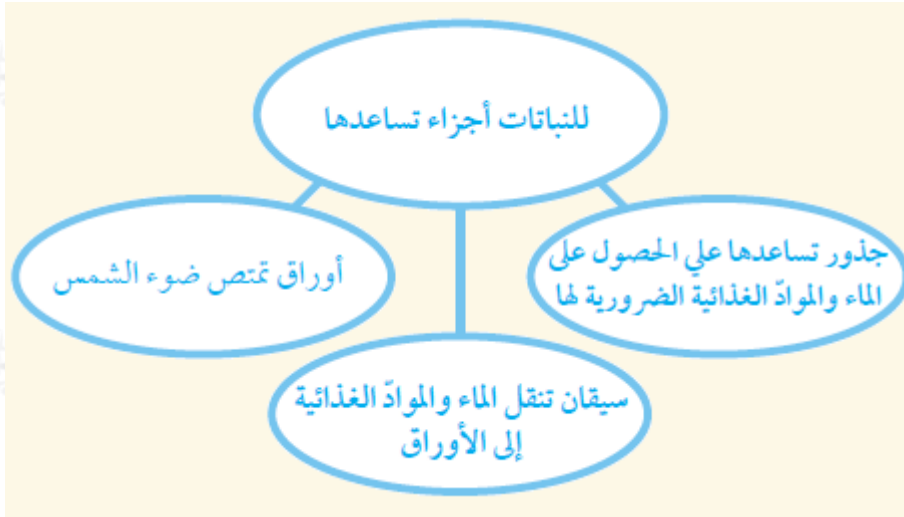 للنباتات أجزاء تساعدها
جذور تساعدها علي الحصول على
الماء والموادّ الغذائية الضرورية لها
أوراق تمتص ضوء الشمس
سيقان تنقل الماء والموادّ الغذائية
إلى الأوراق